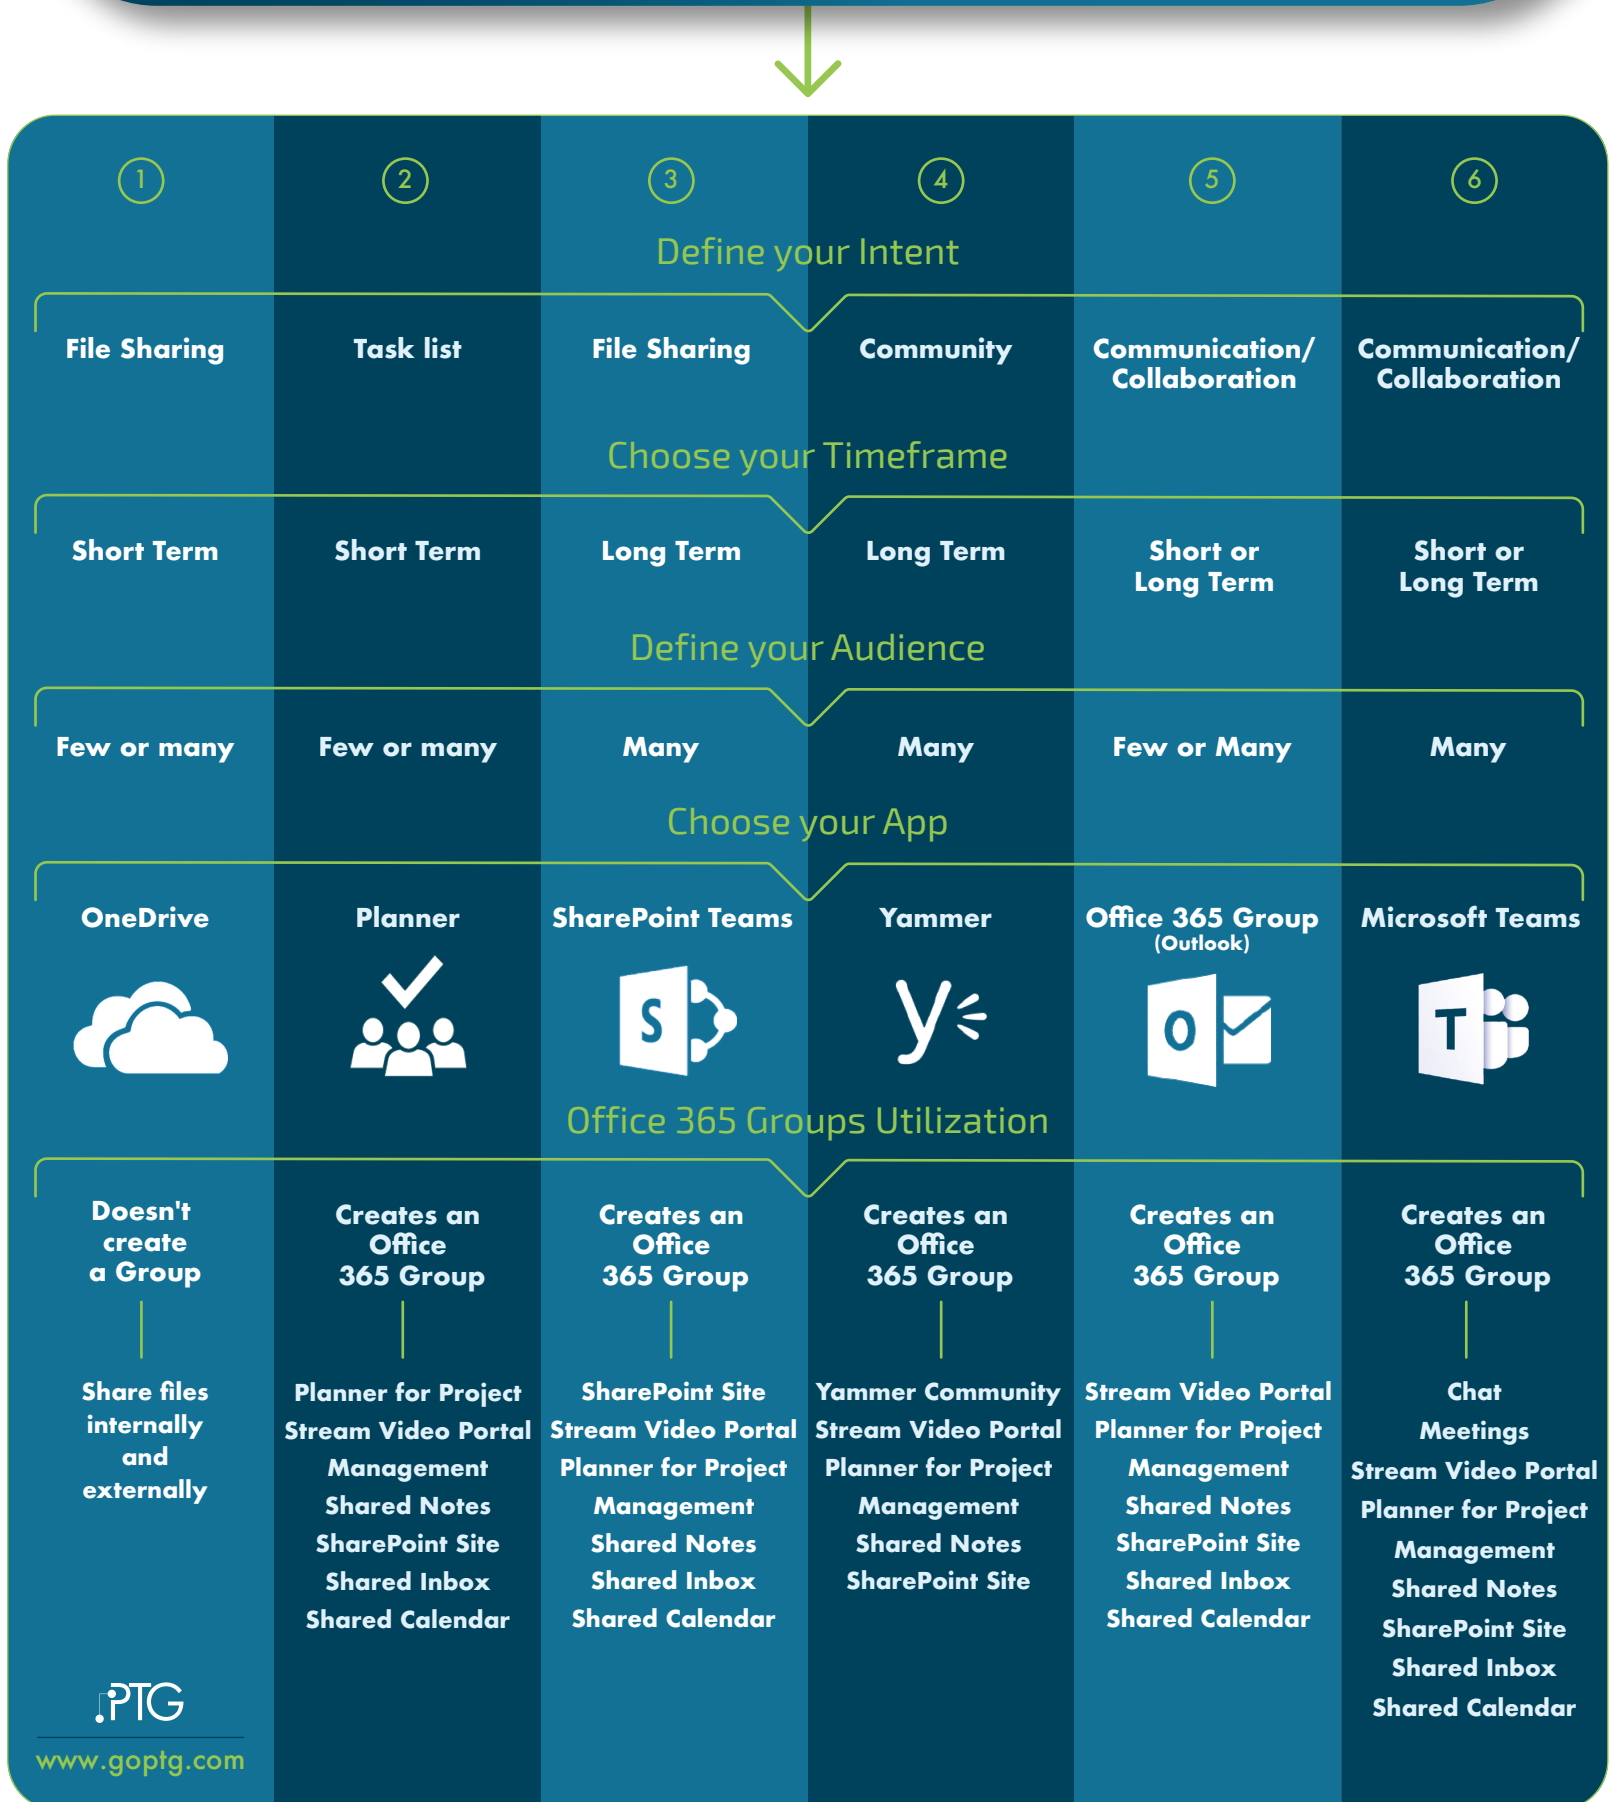 1
2
3
4
5
6
Define your Intent
File Sharing
Task list
File Sharing
Community
Communication/
Collaboration
Communication/
Collaboration
Choose your Timeframe
Short Term
Short Term
Long Term
Long Term
Short or
Long Term
Short or
Long Term
Define your Audience
Few or many
Few or many
Many
Many
Few or Many
Many
Choose your App
OneDrive
Planner
SharePoint Teams
S
Yammer
y
Office 365 Group
(Outlook)
O
Microsoft Teams
T
Office 365 Groups Utilization
Doesn't
create
a Group
Share files
internally
and
externally
Creates an
Office
365 Group
Planner for Project
Stream Video Portal
Management
Shared Notes
SharePoint Site
Shared Inbox
Shared Calendar
Creates an
Office
365 Group
SharePoint Site
Stream Video Portal
Planner for Project
Management
Shared Notes
Shared Inbox
Shared Calendar
Creates an
Office
365 Group
Yammer Community
Stream Video Portal
Planner for Project
Management
Shared Notes
SharePoint Site
Creates an
Office
365 Group
Stream Video Portal
Planner for Project
Management
Shared Notes
SharePoint Site
Shared Inbox
Shared Calendar
Creates an
Office
365 Group
Chat
Meetings
Stream Video Portal
Planner for Project
Management
Shared Notes
SharePoint Site
Shared Inbox
Shared Calendar
PTG
www.goptg.com